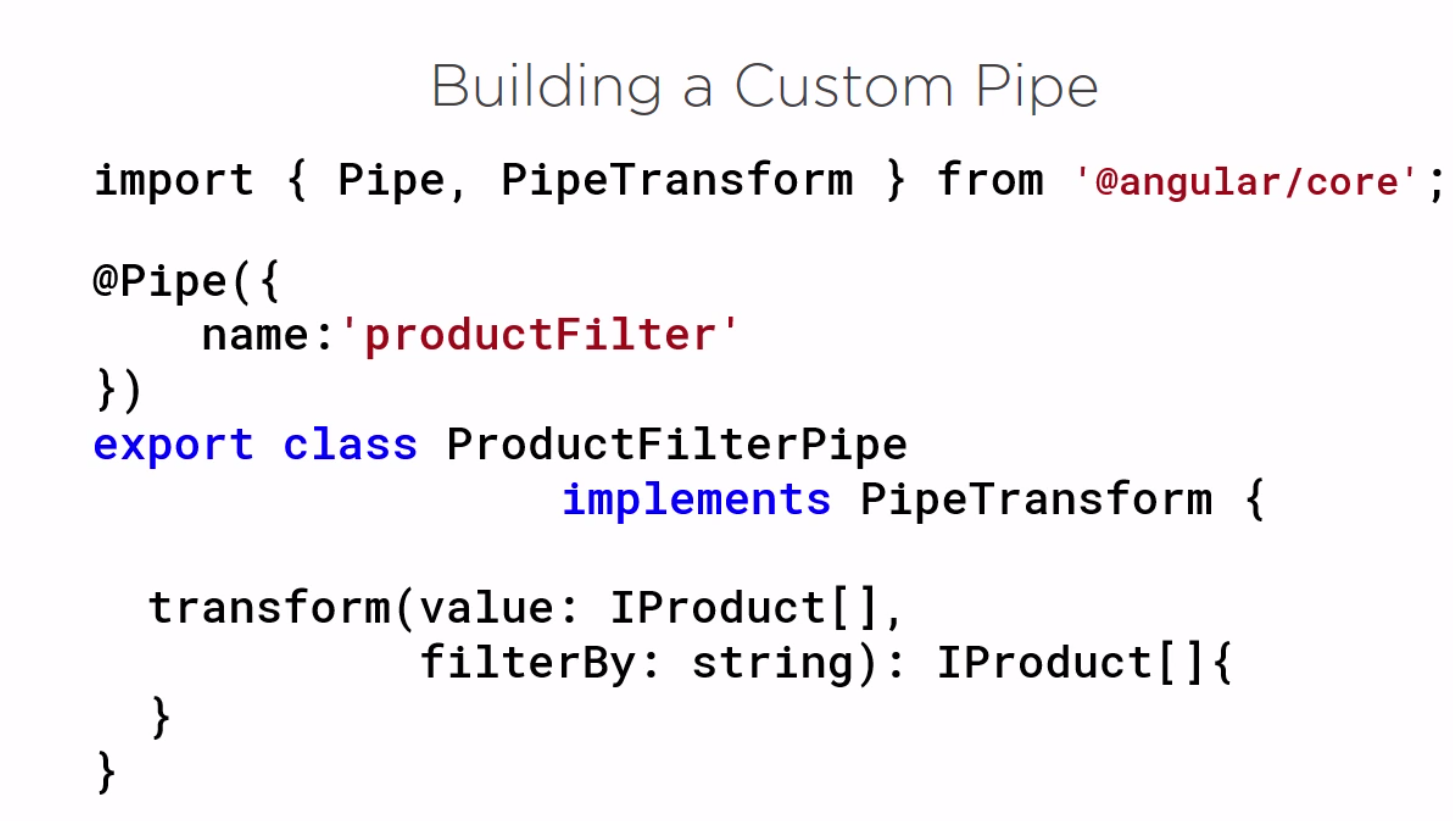 Building a Custom Pipe
import { Pipe, PipeTransform } from '@angular/core';
@Pipe({
name:'productFilter'
})
export class ProductFilterPipe
implements PipeTransform {
transform(value: IProduct[],
filterBy: string): IProduct[]{
}
}